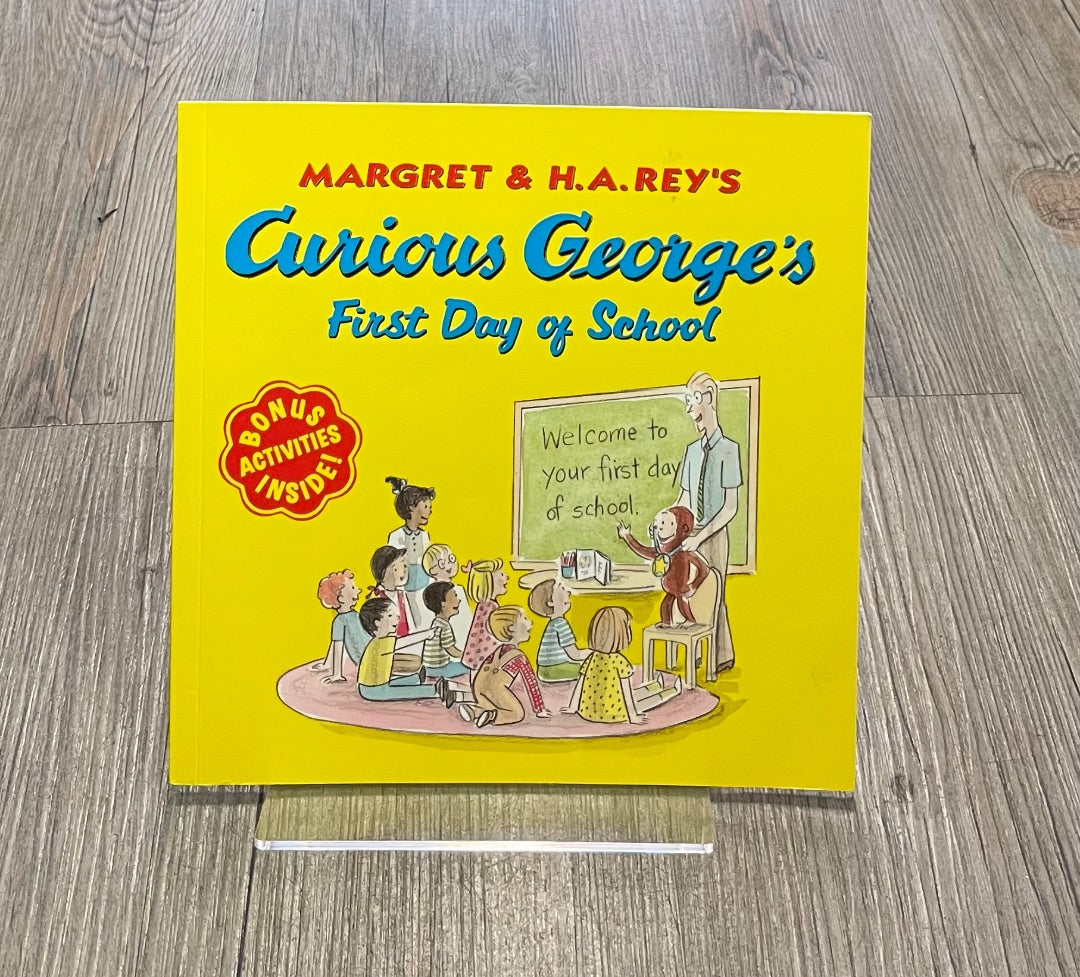 MARGRET & H.A.REY'S
Curious George's
First Day of School
BONUS
ACTIVITIES
INSIDE!
Welcome to
your first day
of school.